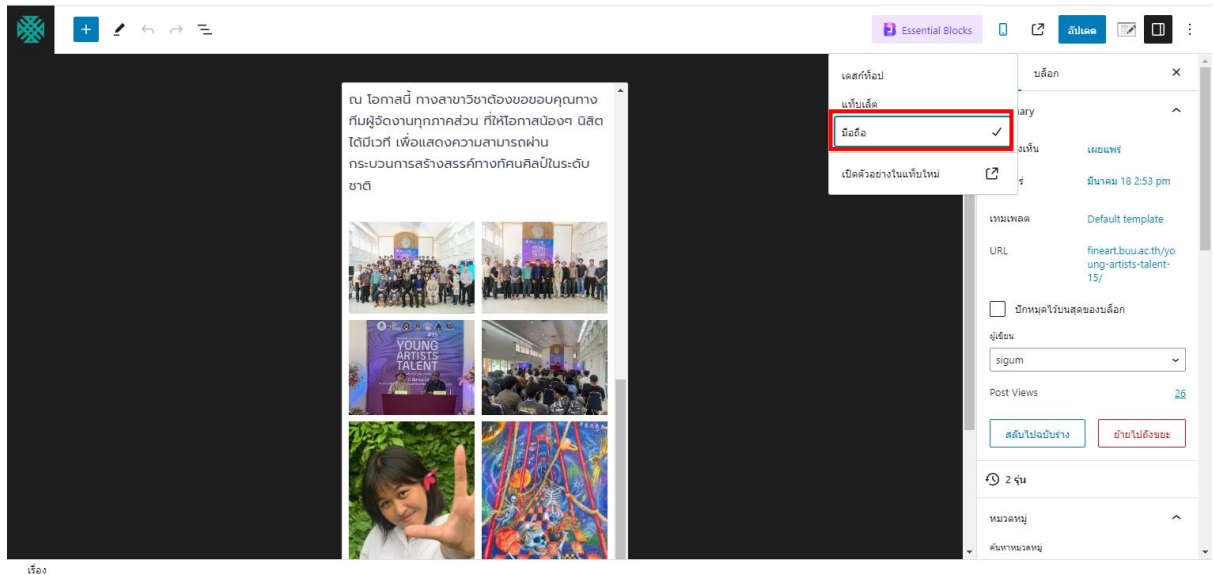 Essential Blocks
อัปเดต
เดสก์ท็อป
แท็บเล็ต
มือถือ
เปิดตัวอย่างในแท็บใหม่
บล็อก
ณ โอกาสนี้ ทางสาขาวิชาต้องขอขอบคุณทาง
ทีมผู้จัดงานทุกภาคส่วน ที่ให้โอกาสน้องๆ นิสิต
ได้มีเวที เพื่อแสดงความสามารถผ่าน
กระบวนการสร้างสรรค์ทางทัศนศิลป์ในระดับ
ชาติ
YOUNG
ARTISTS
TALENT
เผยแพร่
มีนาคม 18 2:53 pm
เทมเพลต Default template
URL fineart.buu.ac.th/yo
ung-artists-talent-
15/
ปักหมุดไว้บนสุดของบล็อก
ผู้เขียน
sigum
Post Views 26
สลับไปฉบับร่าง ย้ายไปถังขยะ
2 รุ่น
หมวดหมู่
ค้นหาหมวดหมู่
เรื่อง